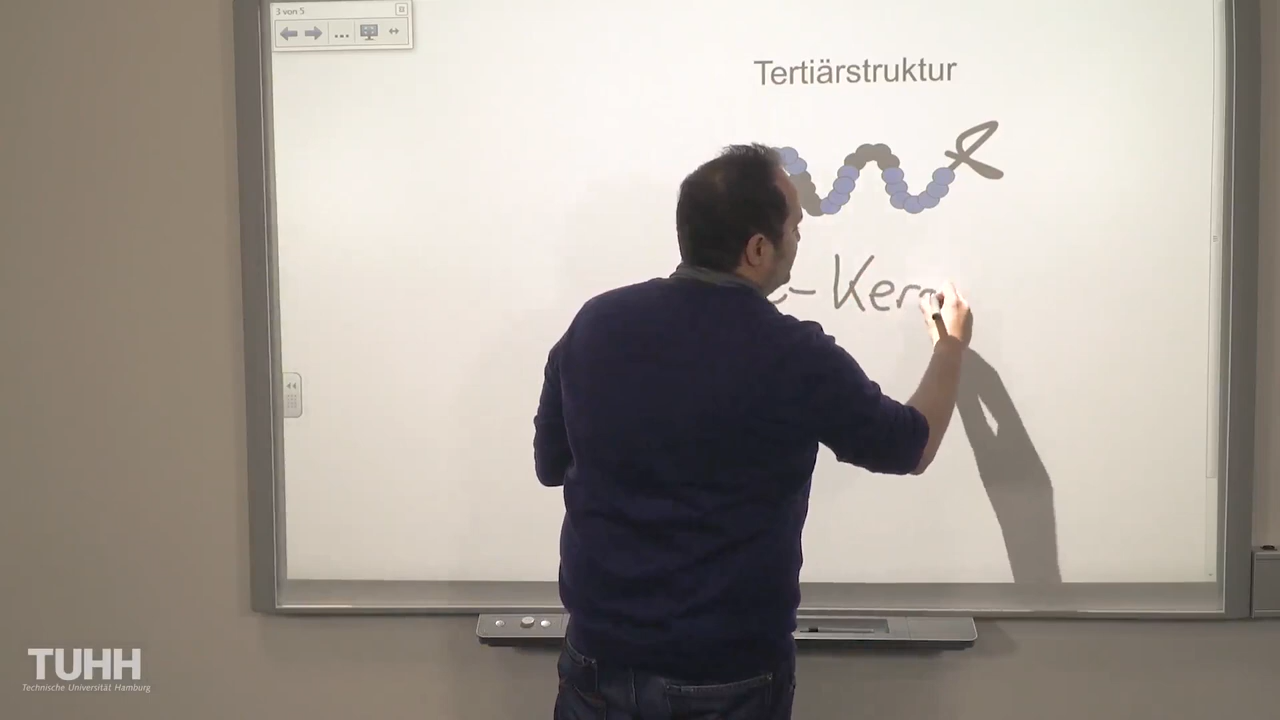 3 von 5
Tertiärstruktur
- Ker
TUHH
Technische Universität Hamburg